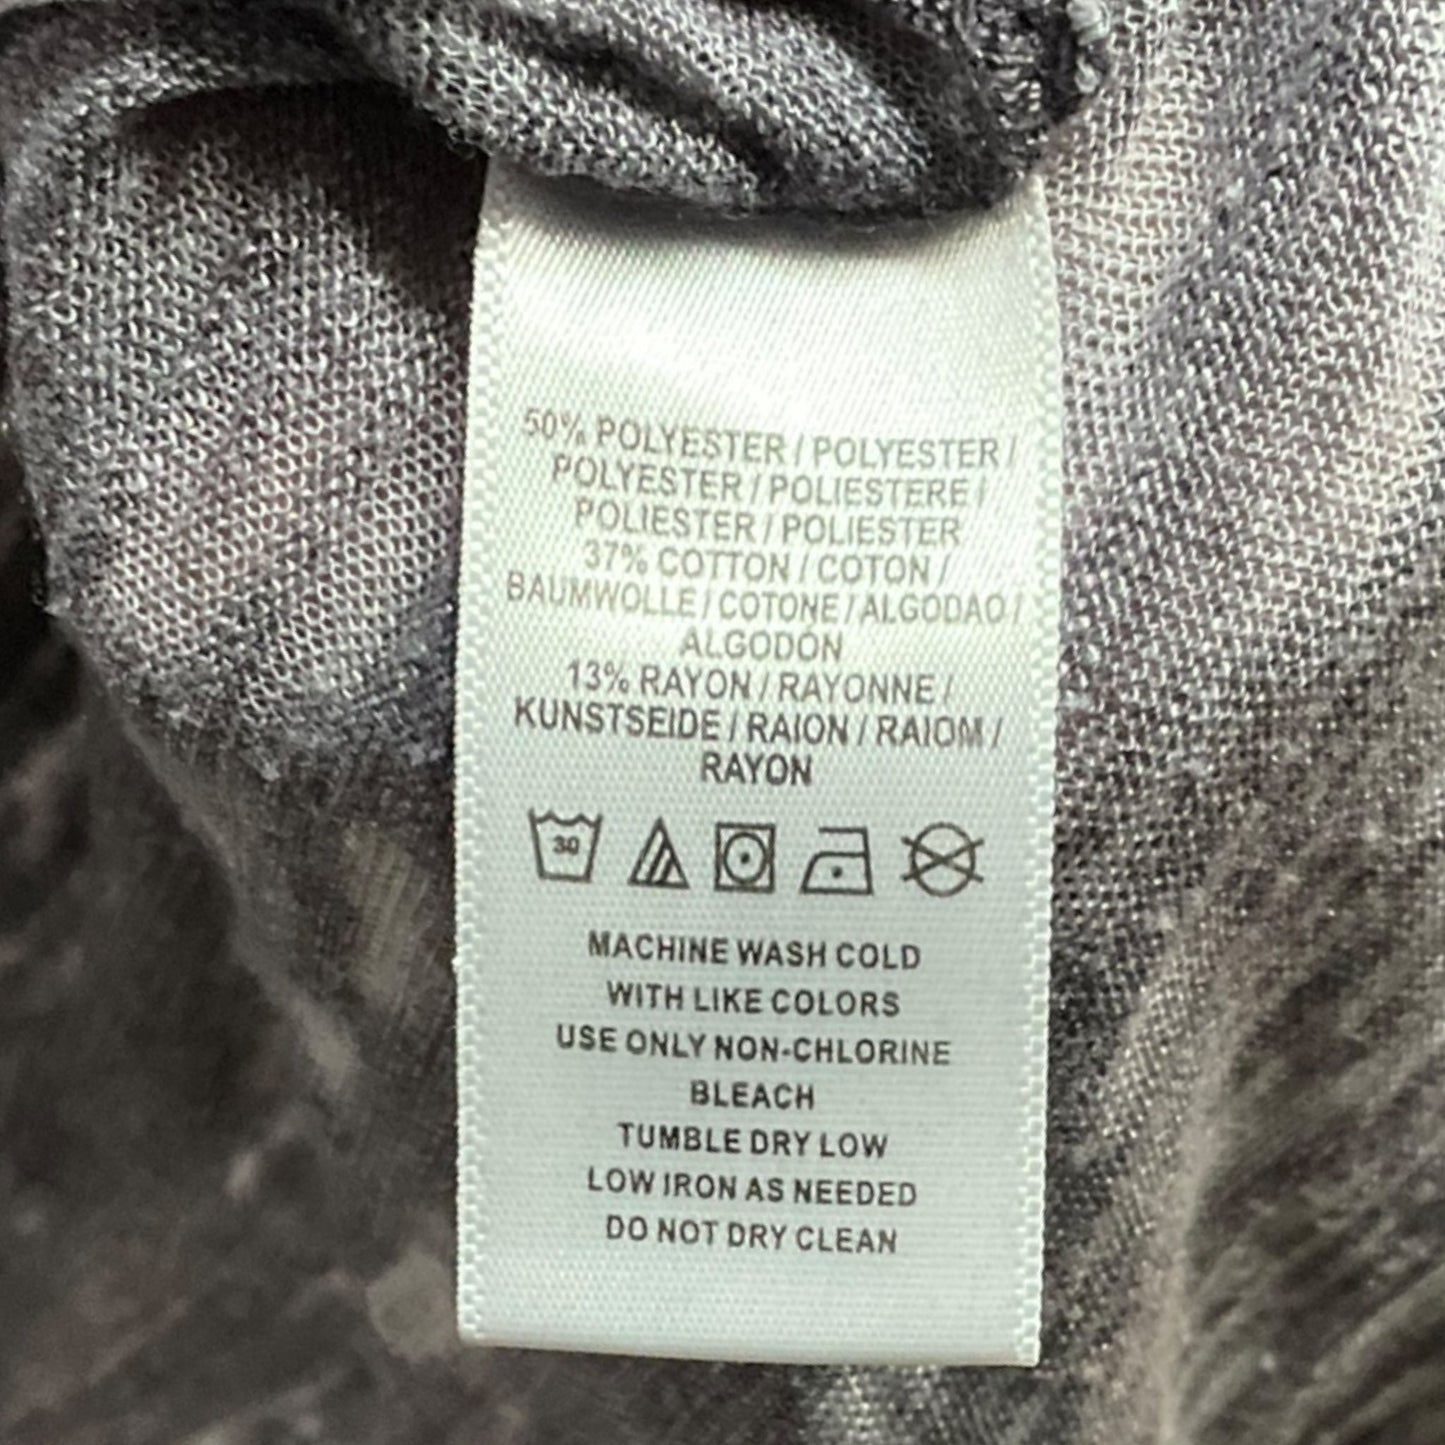 50% POLYESTER / POLYESTER /
POLYESTER / POLIESTERE /
POLIESTER / POLIESTER
37% COTTON / COTON /
BAUMWOLLE / COTONE / ALGODAO /
ALGODÓN
13% RAYON / RAYONNE /
KUNSTSEIDE / RAION / RAIOM /
RAYON
30
MACHINE WASH COLD
WITH LIKE COLORS
USE ONLY NON-CHLORINE
BLEACH
TUMBLE DRY LOW
LOW IRON AS NEEDED
DO NOT DRY CLEAN